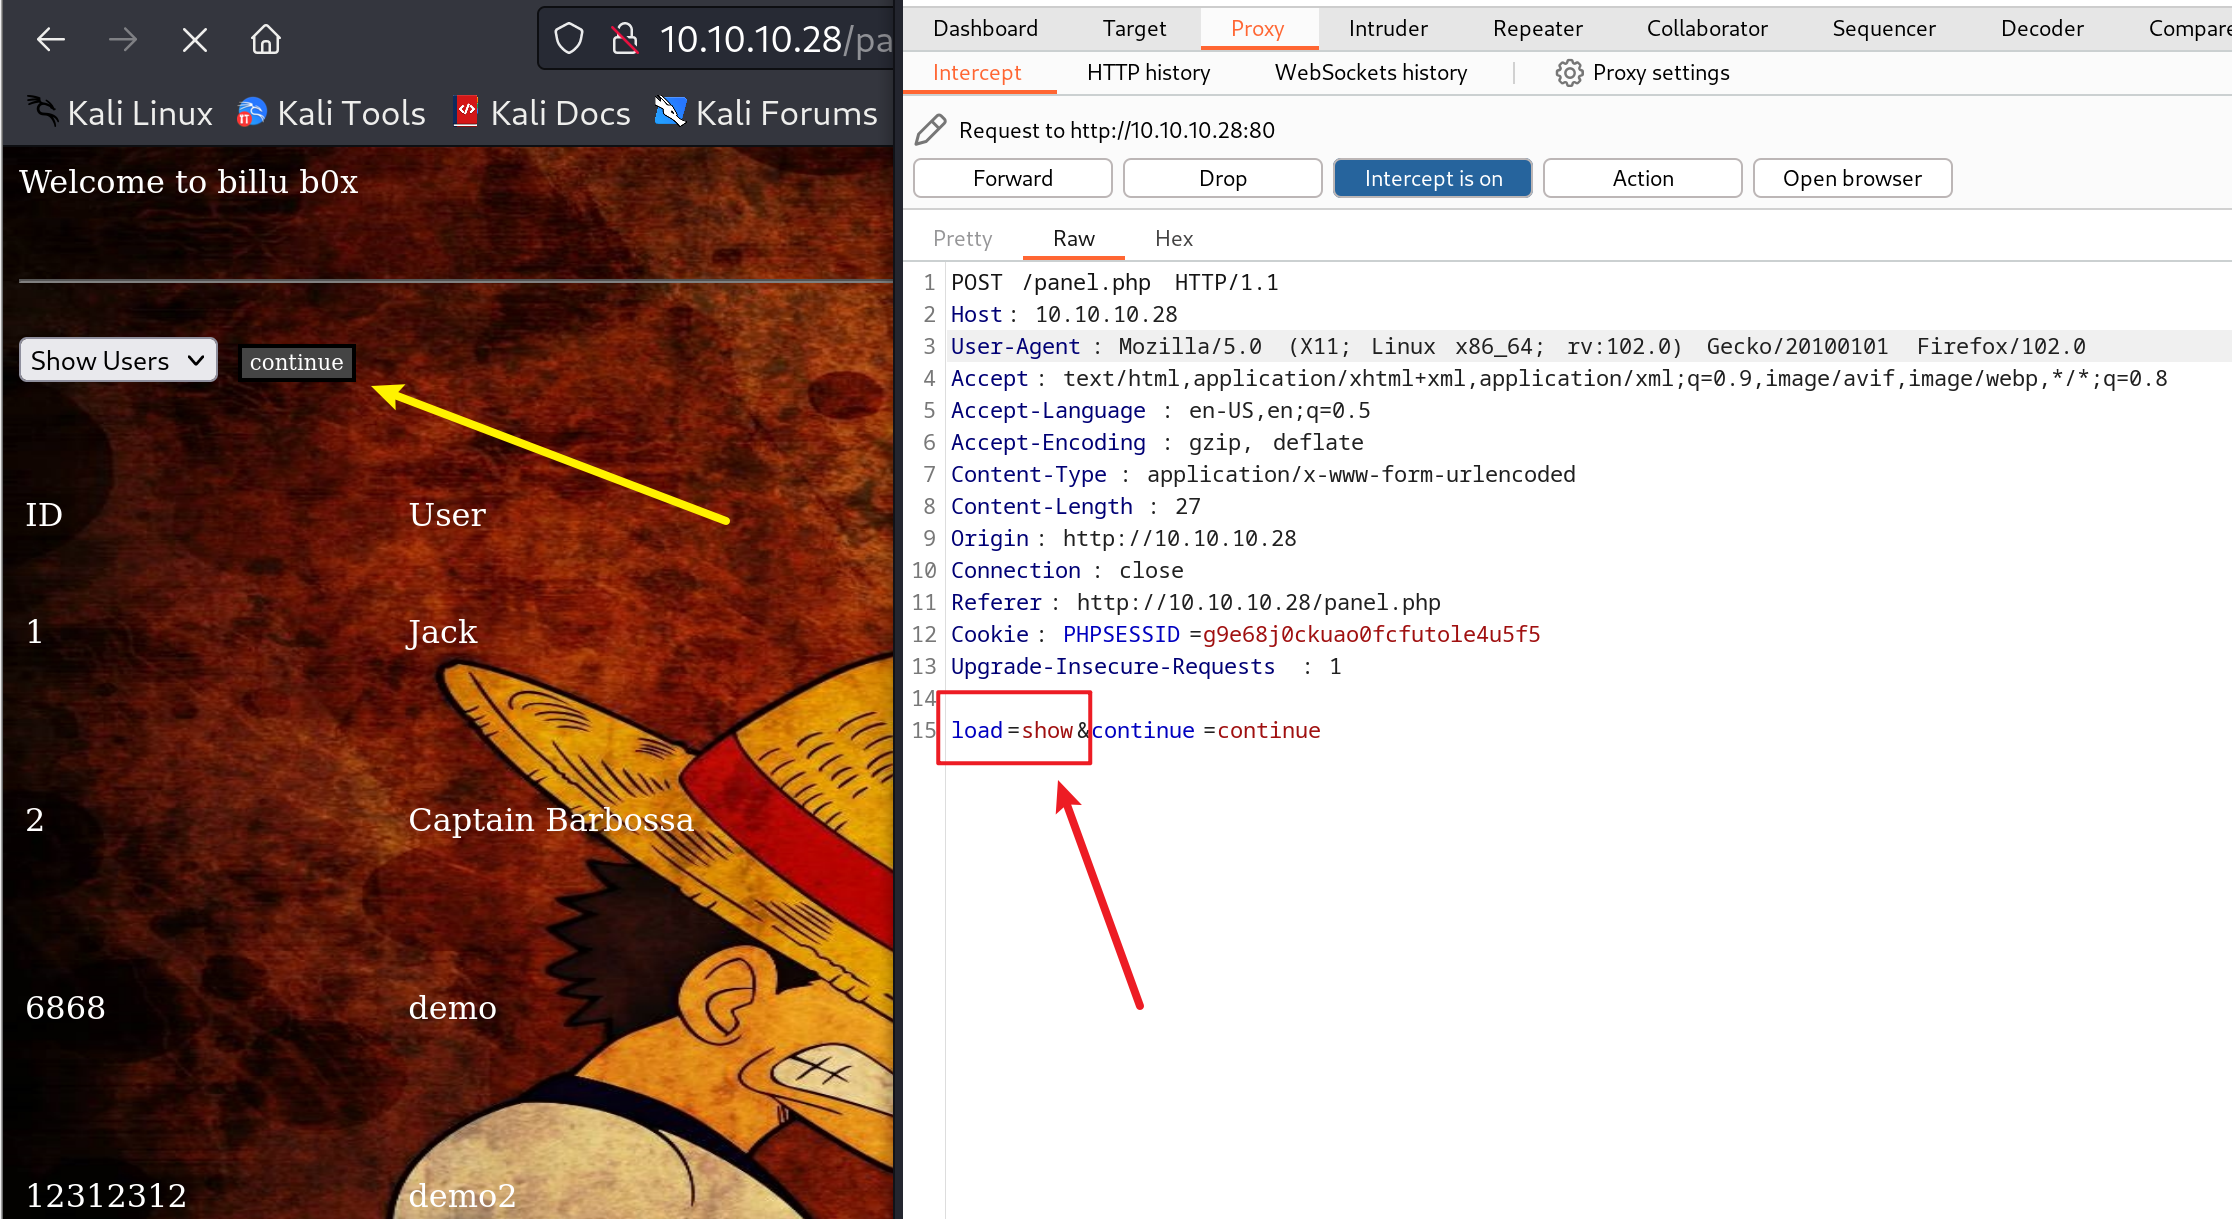 10.10.10.28/pa
Kali Linux Kali Tools Kali Docs Kali Forums
Welcome to billu b0x
Show Users continue
ID User
1 Jack
2 Captain Barbossa
6868 demo
12312312 demo2
Dashboard Target Proxy Intruder Repeater Collaborator Sequencer Decoder Compare
Intercept HTTP history WebSockets history Proxy settings
Request to http://10.10.10.28:80
Forward Drop Intercept is on Action Open browser
Pretty Raw Hex
1 POST /panel.php HTTP/1.1
2 Host: 10.10.10.28
3 User-Agent: Mozilla/5.0 (X11; Linux x86_64; rv:102.0) Gecko/20100101 Firefox/102.0
4 Accept: text/html,application/xhtml+xml,application/xml;q=0.9,image/avif,image/webp,*/*;q=0.8
5 Accept-Language: en-US,en;q=0.5
6 Accept-Encoding: gzip, deflate
7 Content-Type: application/x-www-form-urlencoded
8 Content-Length: 27
9 Origin: http://10.10.10.28
10 Connection: close
11 Referer: http://10.10.10.28/panel.php
12 Cookie: PHPSESSID=g9e68j0ckuao0fcfutole4u5f5
13 Upgrade-Insecure-Requests: 1
14
15 load=show&continue=continue